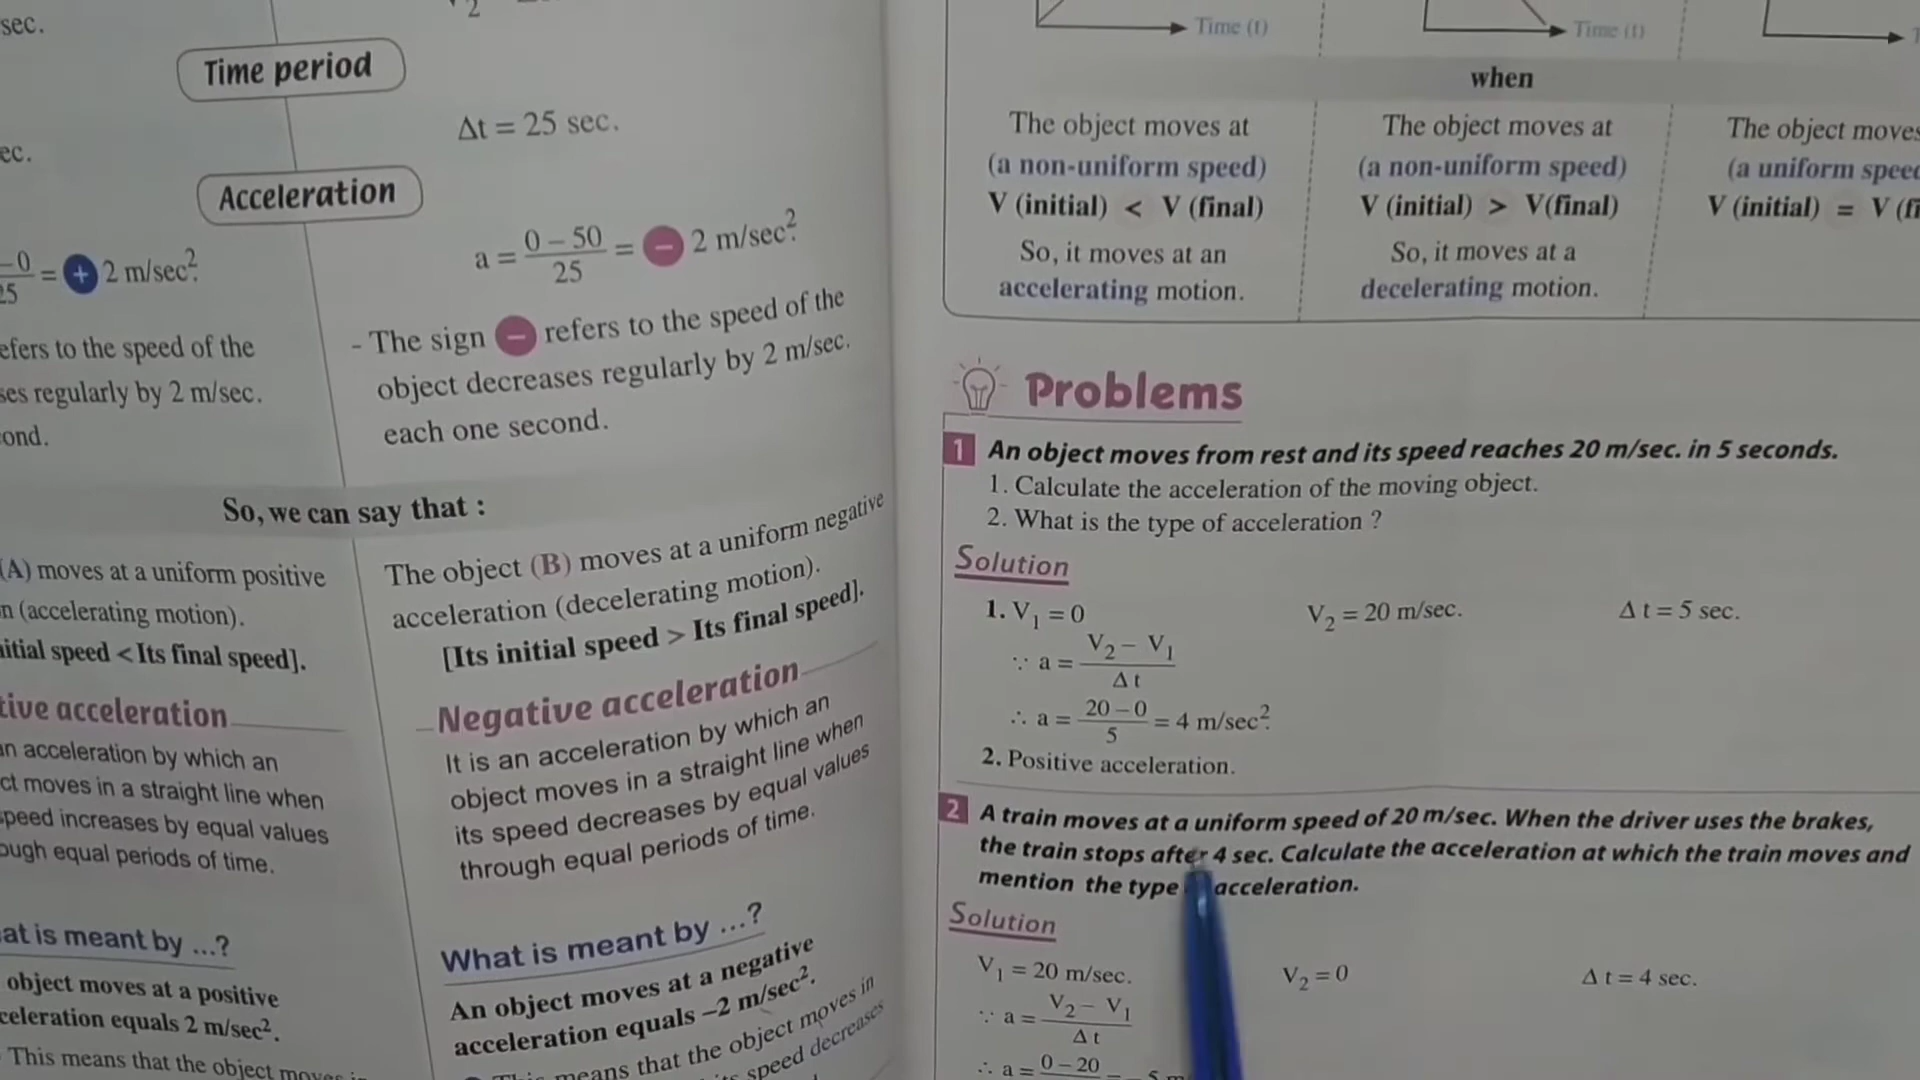 sec.
Time period
Δt = 25 sec.
ec.
Acceleration
a = 0 – 50 / 25 = – 2 m/sec².
–0 / 25 = + 2 m/sec².
- The sign – refers to the speed of the
object decreases regularly by 2 m/sec.
each one second.
efers to the speed of the
ses regularly by 2 m/sec.
ond.
So, we can say that :
(A) moves at a uniform positive
n (accelerating motion).
itial speed < Its final speed].
tive acceleration
an acceleration by which an
ct moves in a straight line when
speed increases by equal values
ough equal periods of time.
at is meant by ...?
object moves at a positive
celeration equals 2 m/sec².
This means that the object moves
The object (B) moves at a uniform negative
acceleration (decelerating motion).
[Its initial speed > Its final speed].
Negative acceleration
It is an acceleration by which an
object moves in a straight line when
its speed decreases by equal values
through equal periods of time.
What is meant by ...?
An object moves at a negative
acceleration equals –2 m/sec².
means that the object moves in
speed decreases
Time (t)
Time (t)
when
The object moves at
(a non-uniform speed)
V (initial) < V (final)
So, it moves at an
accelerating motion.
The object moves at
(a non-uniform speed)
V (initial) > V(final)
So, it moves at a
decelerating motion.
The object moves
(a uniform speed
V (initial) = V (fi
Problems
1 An object moves from rest and its speed reaches 20 m/sec. in 5 seconds.
1. Calculate the acceleration of the moving object.
2. What is the type of acceleration ?
Solution
1. V₁ = 0 V₂ = 20 m/sec. Δ t = 5 sec.
∵ a = V₂ – V₁ / Δ t
∴ a = 20 – 0 / 5 = 4 m/sec².
2. Positive acceleration.
2 A train moves at a uniform speed of 20 m/sec. When the driver uses the brakes,
the train stops after 4 sec. Calculate the acceleration at which the train moves and
mention the type acceleration.
Solution
V₁ = 20 m/sec. V₂ = 0 Δ t = 4 sec.
∵ a = V₂ – V₁ / Δ t
∴ a = 0 – 20